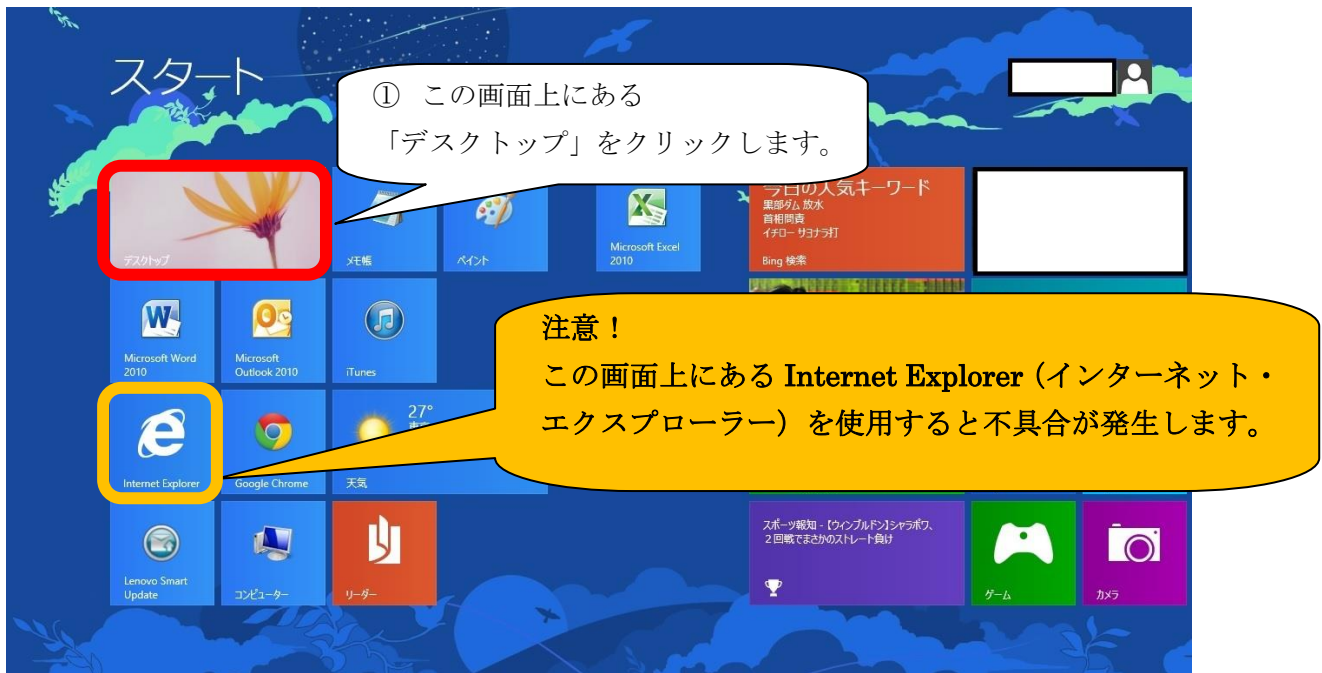 スタート
① この画面上にある
「デスクトップ」をクリックします。
デスクトップ
メモ帳
ペイント
Microsoft Excel
2010
今日の人気キーワード
黒部ダム 放水
首相問責
イチロー サヨナラ打
Bing 検索
Microsoft Word
2010
Microsoft
Outlook 2010
iTunes
注意！
この画面上にある Internet Explorer（インターネット・
エクスプローラー）を使用すると不具合が発生します。
Internet Explorer
Google Chrome
27°
天気
Lenovo Smart
Update
コンピューター
リーダー
スポーツ報知 - 【ウィンブルドン】シャラポワ、
2 回戦でまさかのストレート負け
ゲーム
カメラ